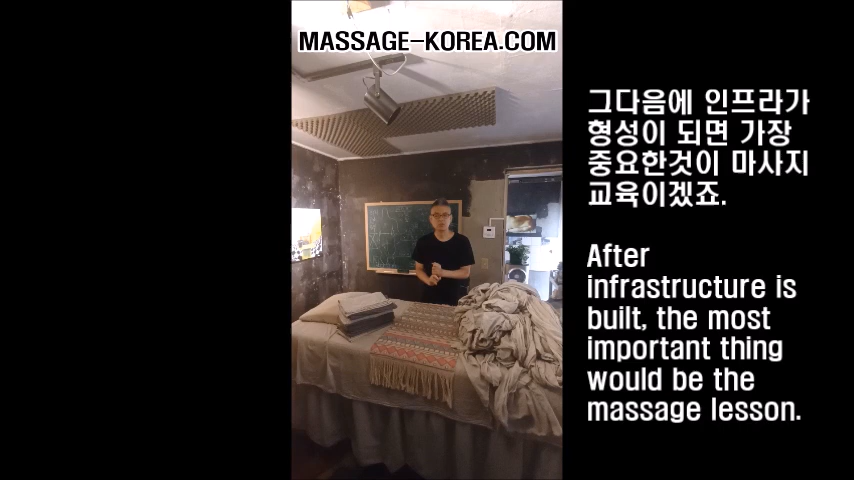 MASSAGE-KOREA.COM
그다음에 인프라가
형성이 되면 가장
중요한것이 마사지
교육이겠죠.
After
infrastructure is
built, the most
important thing
would be the
massage lesson.